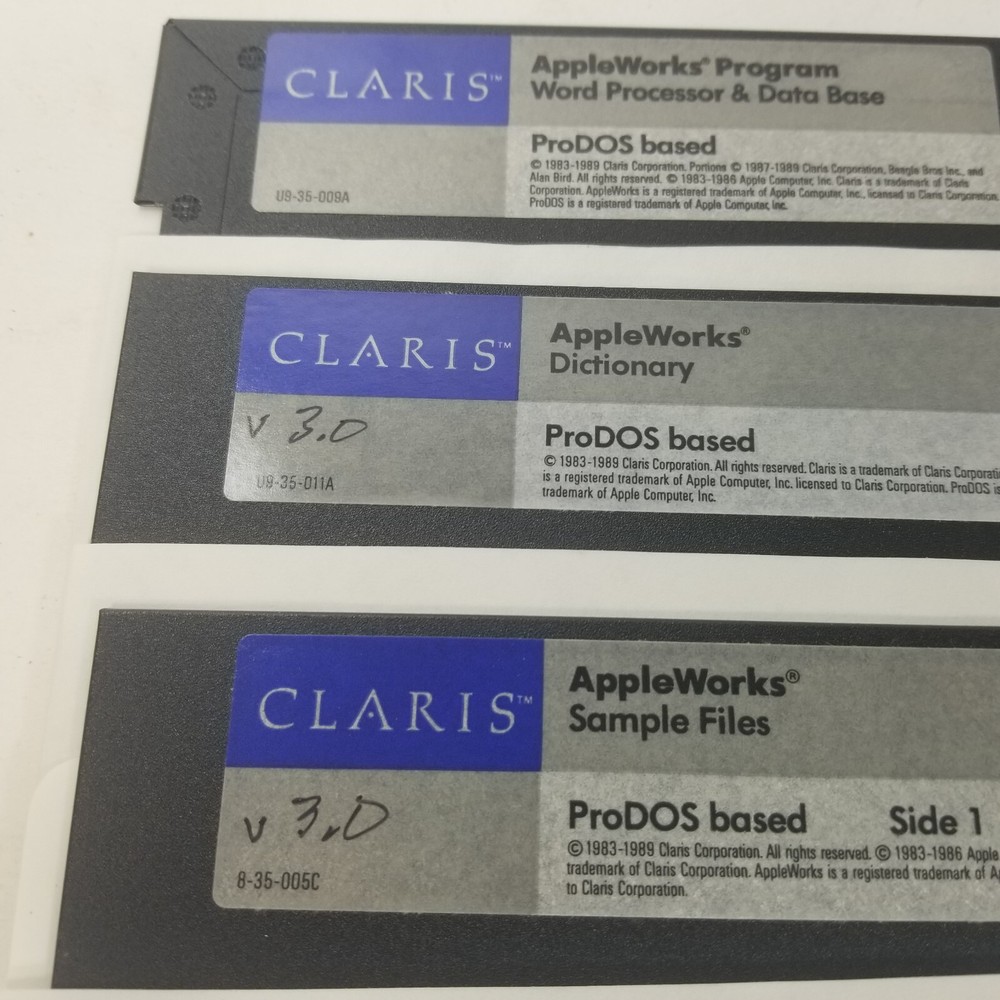 CLARIS™
AppleWorks® Program
Word Processor & Data Base
ProDOS based
© 1983-1989 Claris Corporation. Portions © 1987-1989 Claris Corporation, Beagle Bros Inc., and
Alan Bird. All rights reserved. © 1983-1986 Apple Computer, Inc. Claris is a trademark of Claris
Corporation. AppleWorks is a registered trademark of Apple Computer, Inc., licensed to Claris Corporation.
ProDOS is a registered trademark of Apple Computer, Inc.
U9-35-009A
CLARIS™
AppleWorks®
Dictionary
v 3.0
ProDOS based
© 1983-1989 Claris Corporation. All rights reserved. Claris is a trademark of Claris Corporati
is a registered trademark of Apple Computer, Inc. licensed to Claris Corporation. ProDOS is
trademark of Apple Computer, Inc.
U9-35-011A
CLARIS™
AppleWorks®
Sample Files
v 3.0
ProDOS based Side 1
© 1983-1989 Claris Corporation. All rights reserved. © 1983-1986 Apple
trademark of Claris Corporation. AppleWorks is a registered trademark of A
to Claris Corporation.
8-35-005C